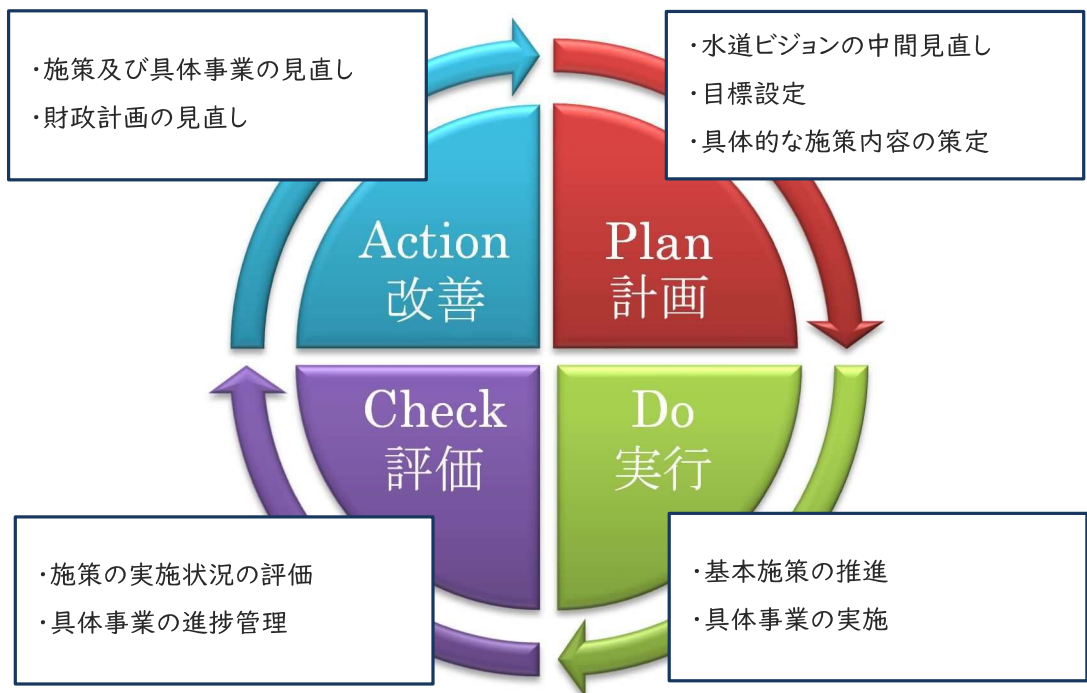 ・施策及び具体事業の見直し
・財政計画の見直し
・水道ビジョンの中間見直し
・目標設定
・具体的な施策内容の策定
Action
改善
Plan
計画
Check
評価
Do
実行
・施策の実施状況の評価
・具体事業の進捗管理
・基本施策の推進
・具体事業の実施